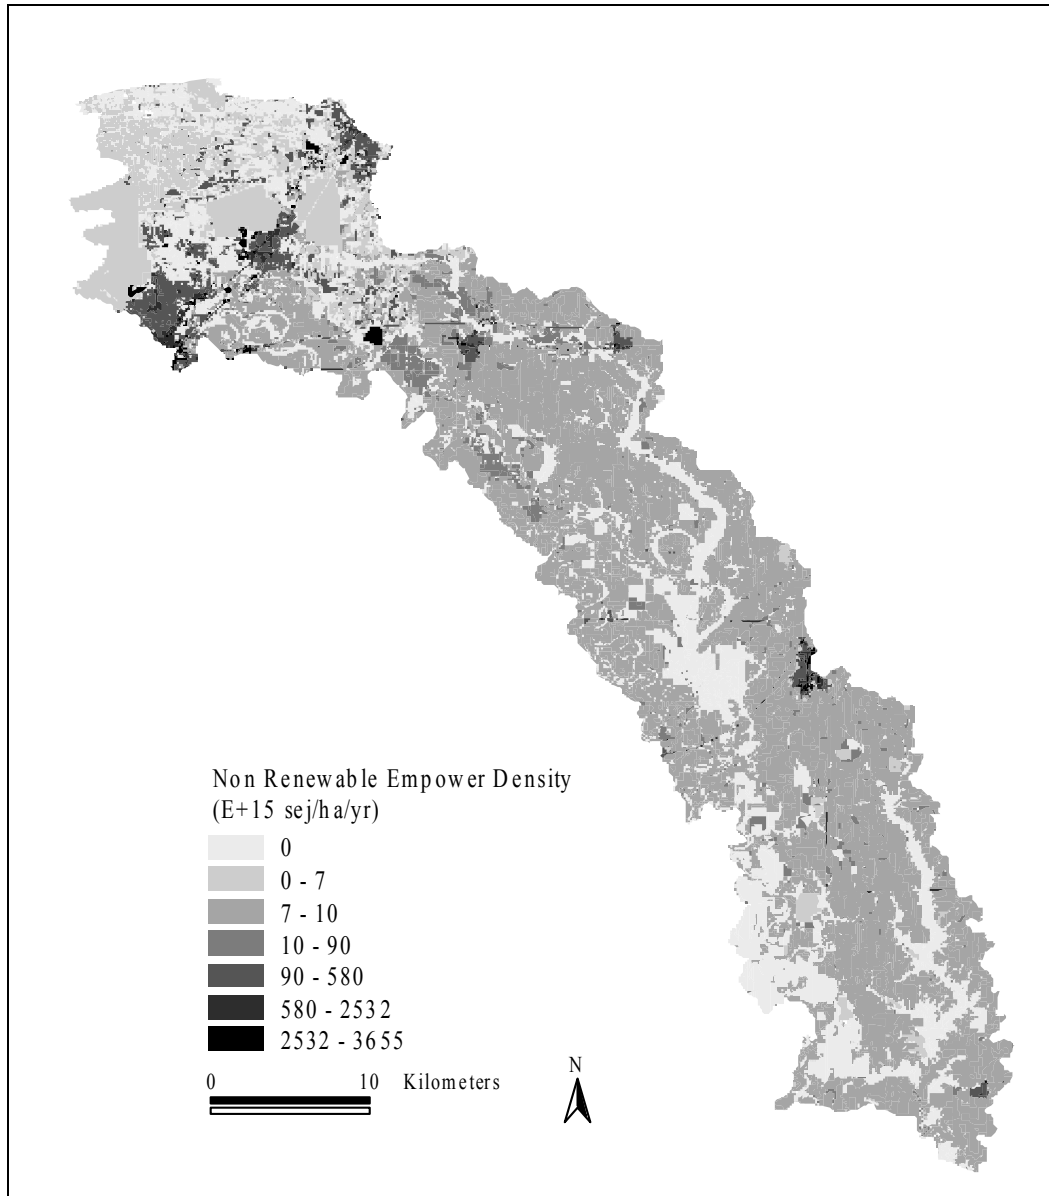 Non Renewable Empower Density
(E+15 sej/ha/yr)
0
0 - 7
7 - 10
10 - 90
90 - 580
580 - 2532
2532 - 3655
0 10 Kilometers
N